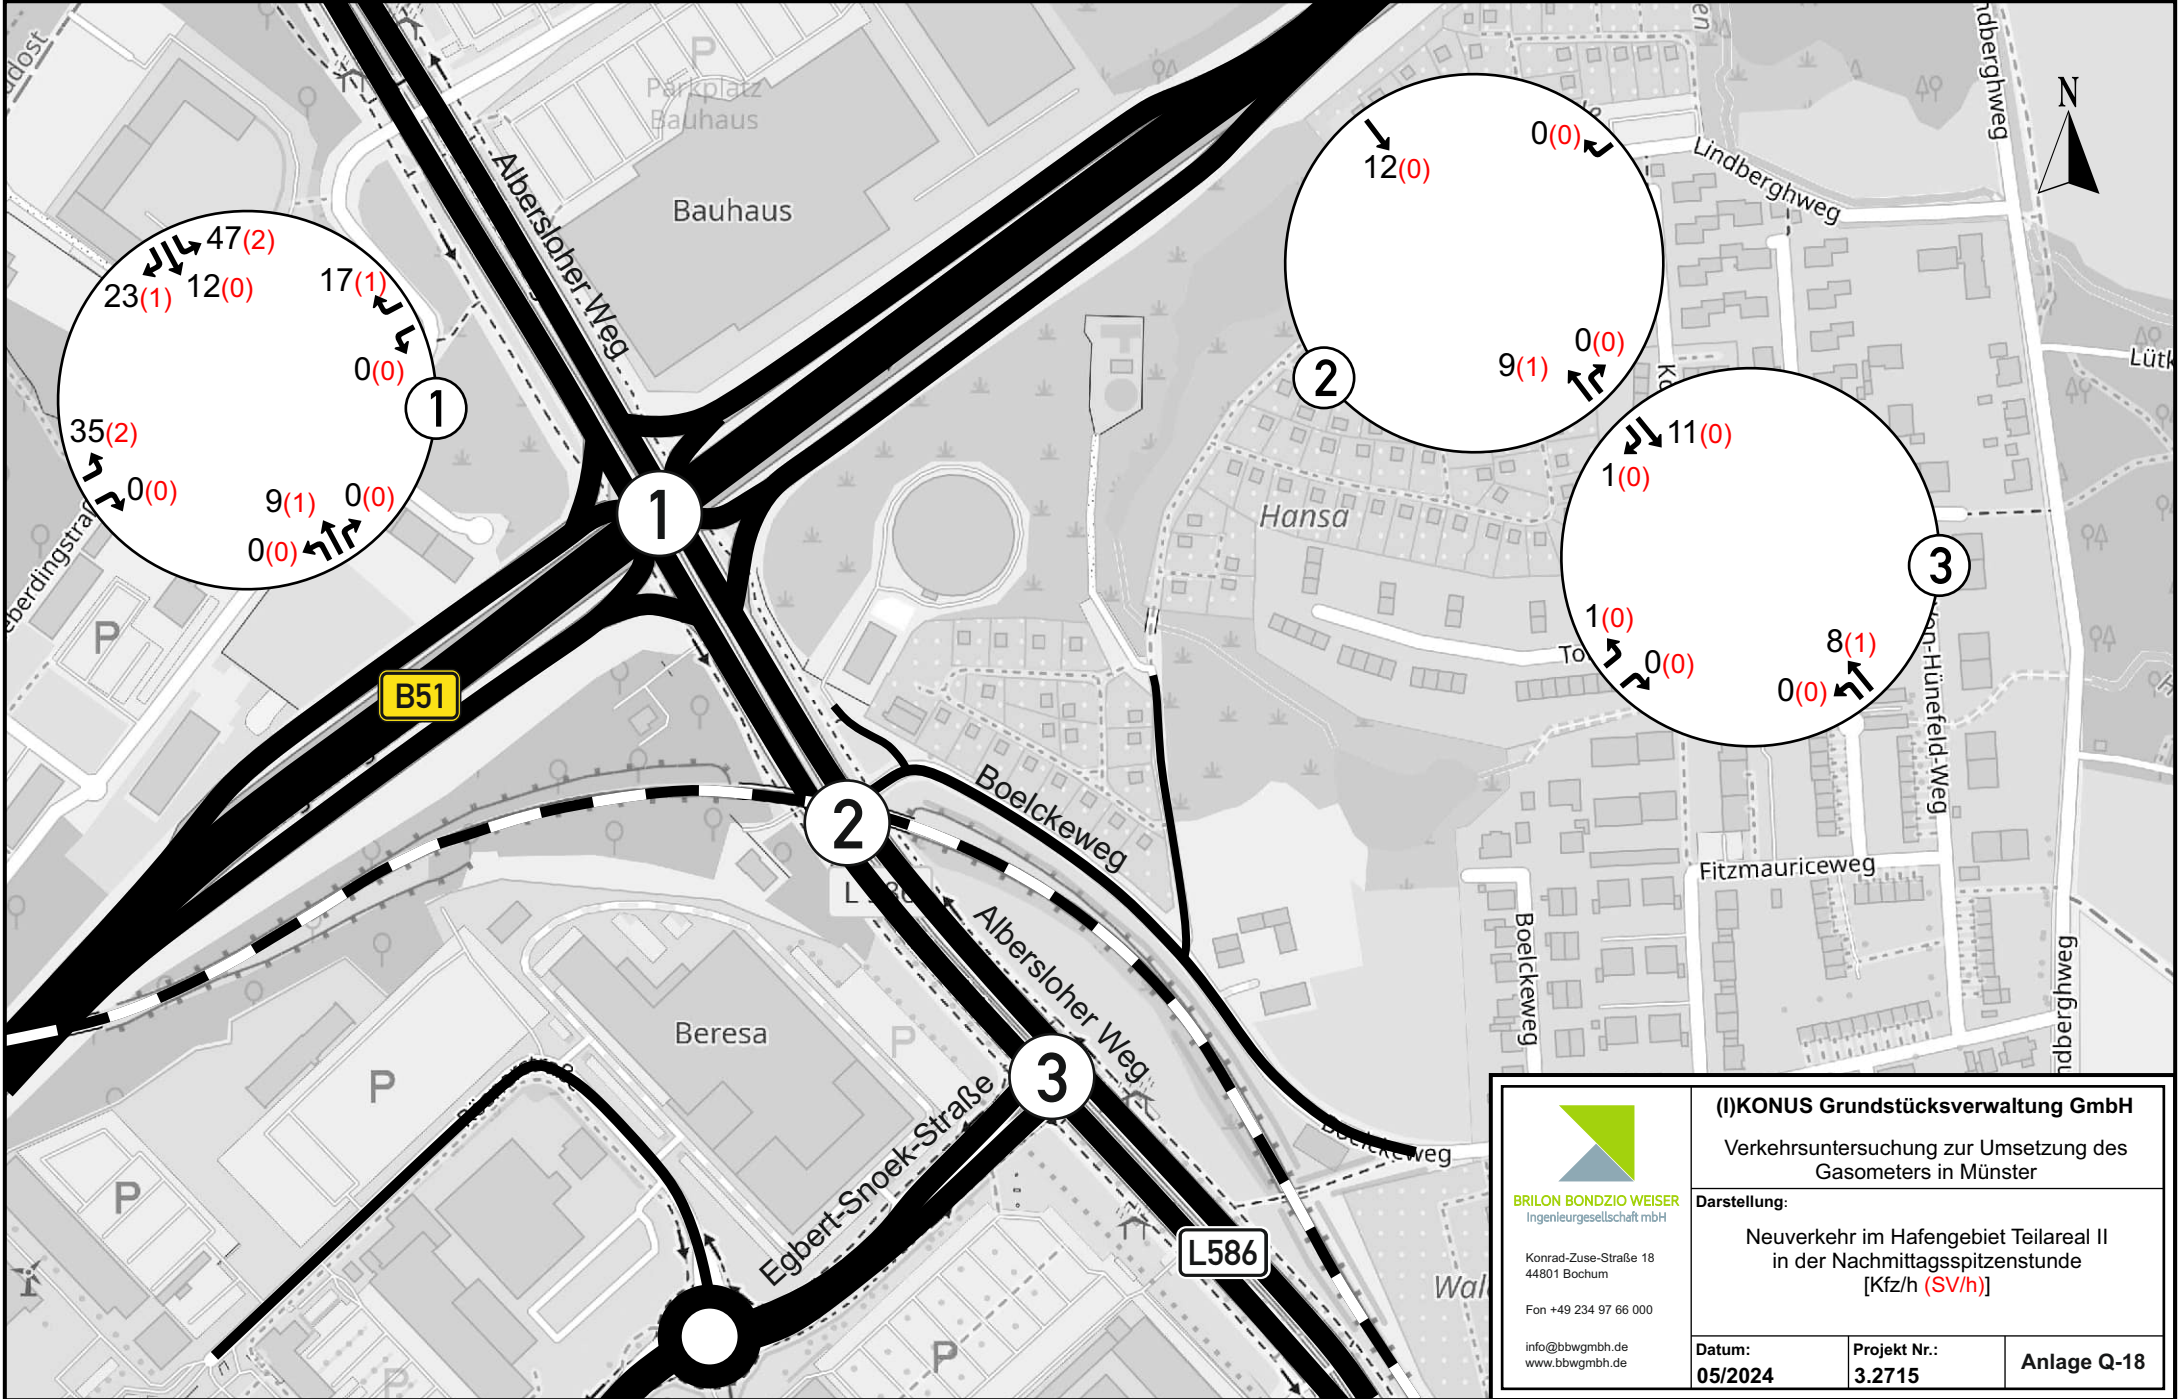 Parkplatz
Bauhaus
P
Bauhaus
Albersloher Weg
N
Lindberghweg
Lindberghweg
47(2)
12(0)
23(1)
17(1)
0(0)
35(2)
0(0)
9(1)
0(0)
0(0)
1
12(0)
0(0)
9(1)
0(0)
2
11(0)
1(0)
1(0)
0(0)
8(1)
0(0)
3
1
Hansa
P
B51
Boelckeweg
2
Albersloher Weg
Fitzmauriceweg
Boelckeweg
Beresa
P
P
3
Egbert-Snoek-Straße
Boelckeweg
P
L586
P
P
(I)KONUS Grundstücksverwaltung GmbH
Verkehrsuntersuchung zur Umsetzung des
Gasometers in Münster
BRILON BONDZIO WEISER
Ingenieurgesellschaft mbH
Konrad-Zuse-Straße 18
44801 Bochum
Fon +49 234 97 66 000
info@bbwgmbh.de
www.bbwgmbh.de
Darstellung:
Neuverkehr im Hafengebiet Teilareal II
in der Nachmittagsspitzenstunde
[Kfz/h (SV/h)]
Datum:
05/2024
Projekt Nr.:
3.2715
Anlage Q-18